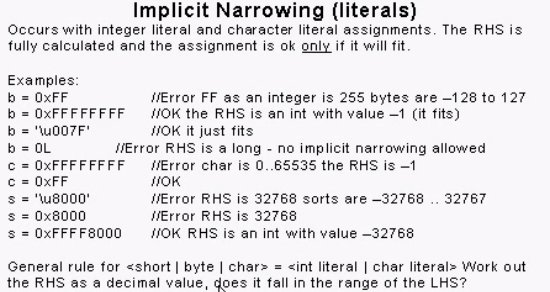 Implicit Narrowing (literals)
Occurs with integer literal and character literal assignments. The RHS is
fully calculated and the assignment is ok only if it will fit.
Examples:
b = 0xFF //Error FF as an integer is 255 bytes are –128 to 127
b = 0xFFFFFFFF //OK the RHS is an int with value –1 (it fits)
b = '\u007F' //OK it just fits
b = 0L //Error RHS is a long - no implicit narrowing allowed
c = 0xFFFFFFFF //Error char is 0..65535 the RHS is –1
c = 0xFF //OK
s = '\u8000' //Error RHS is 32768 sorts are –32768 .. 32767
s = 0x8000 //Error RHS is 32768
s = 0xFFFF8000 //OK RHS is an int with value –32768
General rule for <short | byte | char> = <int literal | char literal> Work out
the RHS as a decimal value, does it fall in the range of the LHS?